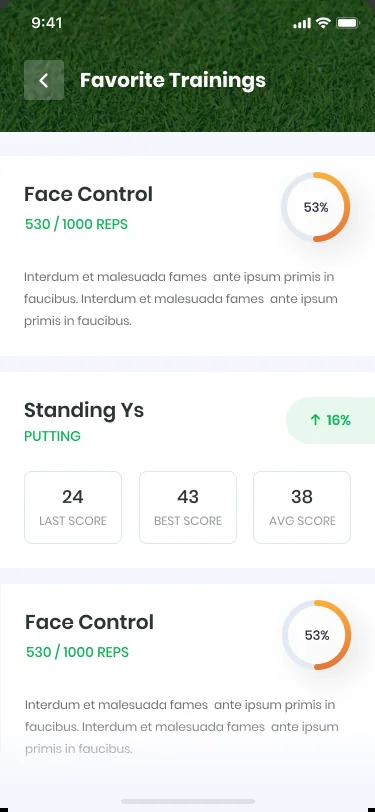 9:41
Favorite Trainings
Face Control
53%
530 / 1000 REPS
Interdum et malesuada fames ante ipsum primis in
faucibus. Interdum et malesuada fames ante ipsum
primis in faucibus.
Standing Ys
↑ 16%
PUTTING
24 43 38
LAST SCORE BEST SCORE AVG SCORE
Face Control
53%
530 / 1000 REPS
Interdum et malesuada fames ante ipsum primis in
faucibus. Interdum et malesuada fames ante ipsum
primis in faucibus.